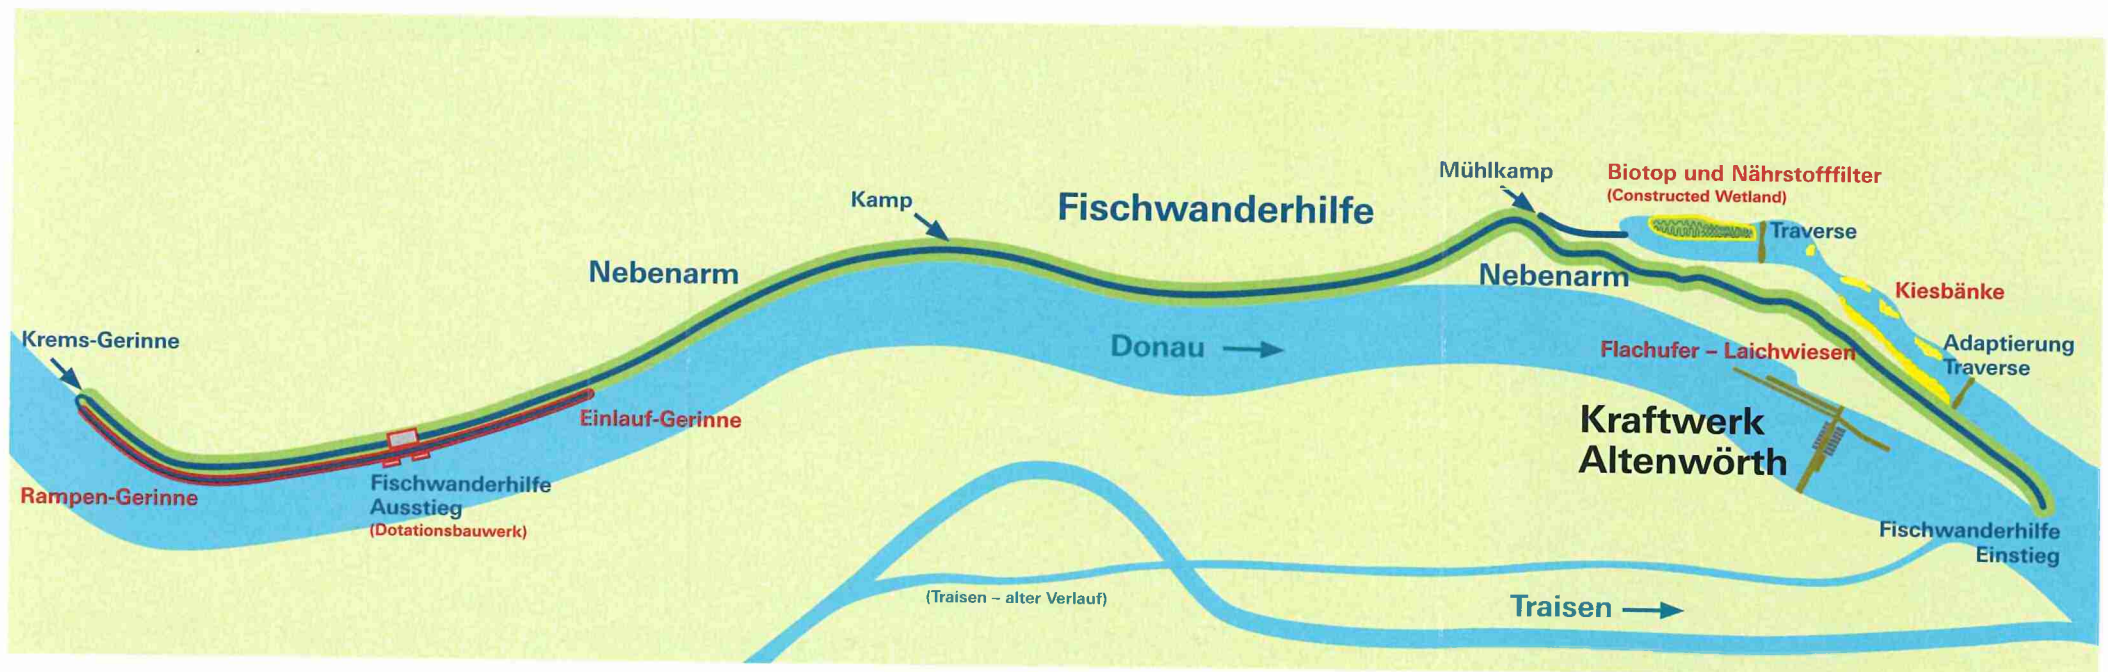 Mühlkamp
Biotop und Nährstofffilter
(Constructed Wetland)
Kamp
Fischwanderhilfe
Traverse
Nebenarm
Nebenarm
Kiesbänke
Krems-Gerinne
Donau
Flachufer – Laichwiesen
Adaptierung
Traverse
Einlauf-Gerinne
Kraftwerk
Altenwörth
Rampen-Gerinne
Fischwanderhilfe
Ausstieg
(Dotationsbauwerk)
Fischwanderhilfe
Einstieg
(Traisen – alter Verlauf)
Traisen